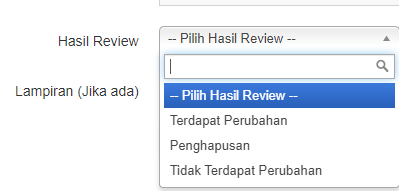 Hasil Review
-- Pilih Hasil Review --
Lampiran (Jika ada)
-- Pilih Hasil Review --
Terdapat Perubahan
Penghapusan
Tidak Terdapat Perubahan